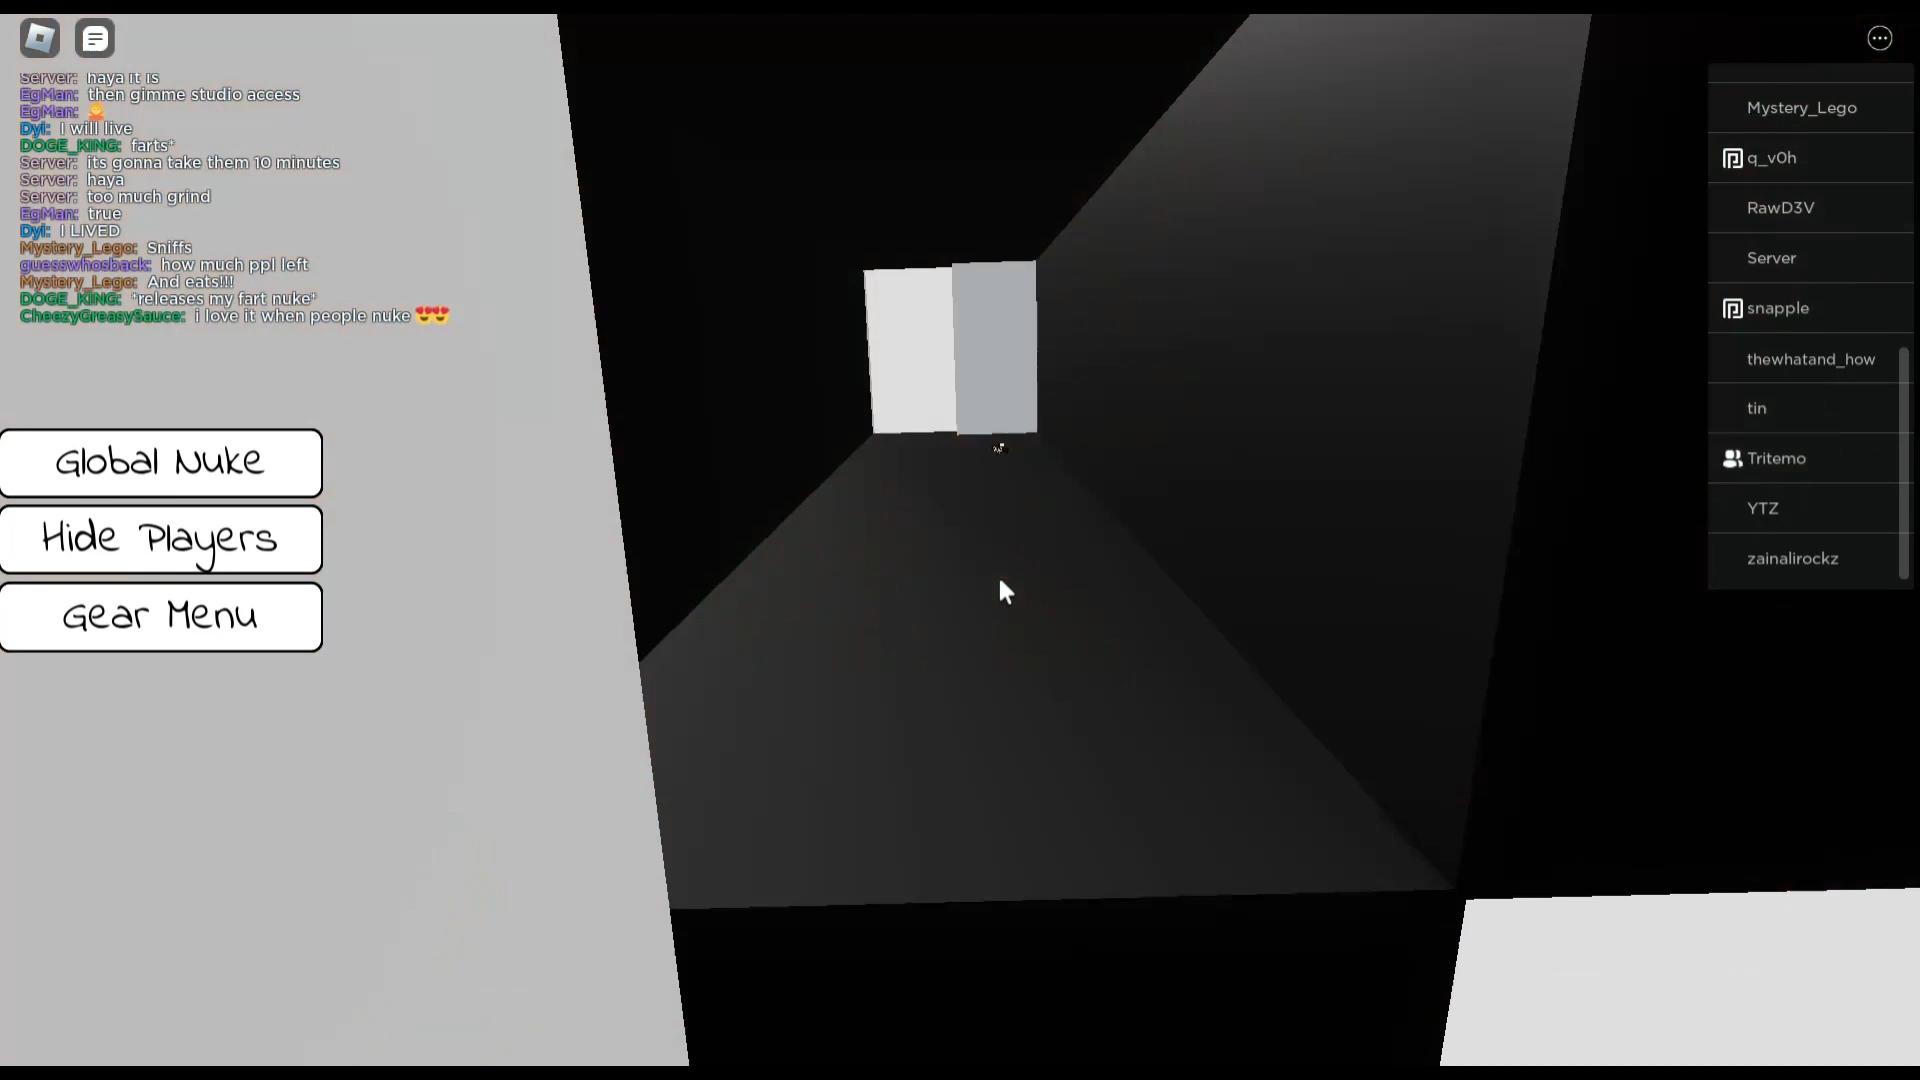 Server: haya it is
EgMan: then gimme studio access
EgMan:
Dyi: I will live
DOGE_KING: farts*
Server: its gonna take them 10 minutes
Server: haya
Server: too much grind
EgMan: true
Dyi: I LIVED
Mystery_Lego: Sniffs
guesswhosback: how much ppl left
Mystery_Lego: And eats!!!
DOGE_KING: *releases my fart nuke*
CheezyGreasySauce: i love it when people nuke 😍😍
Global Nuke
Hide Players
Gear Menu
Mystery_Lego
q_v0h
RawD3V
Server
snapple
thewhatand_how
tin
Tritemo
YTZ
zainalirockz